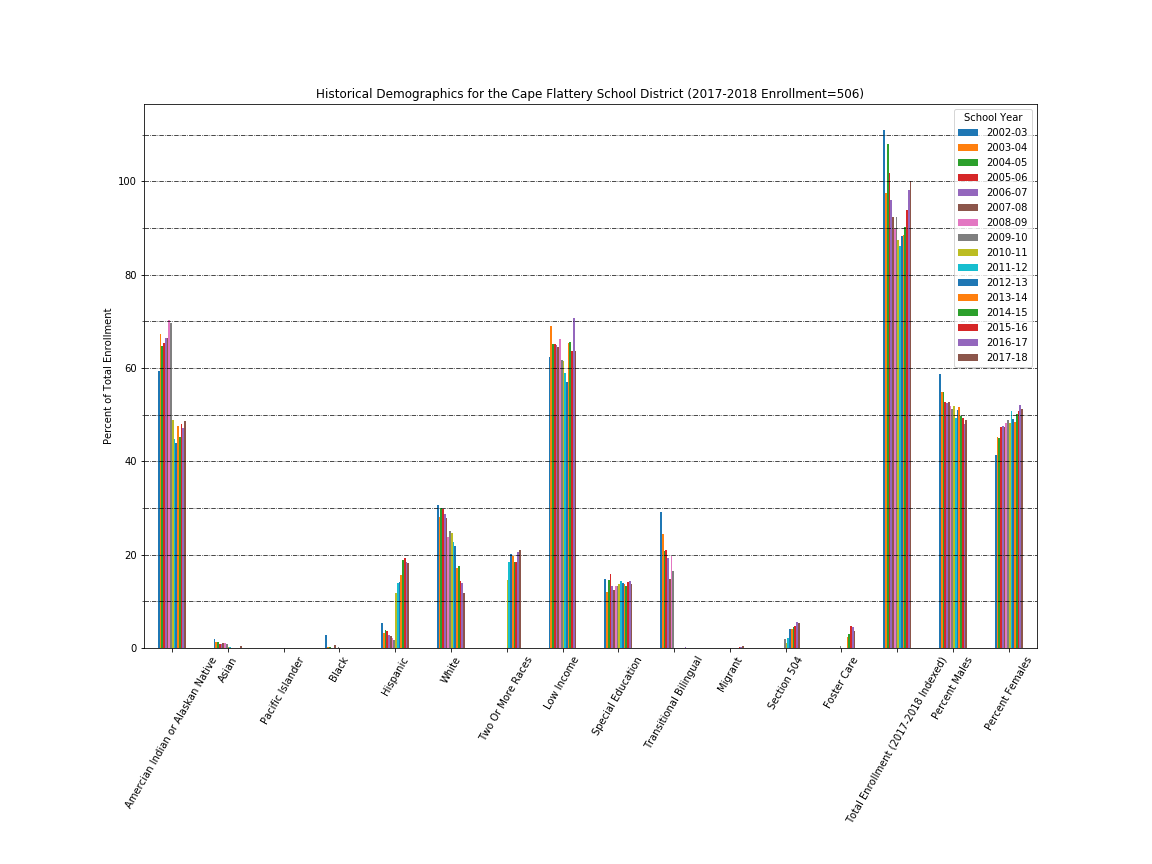 Historical Demographics for the Cape Flattery School District (2017-2018 Enrollment=506)
Percent of Total Enrollment
100
80
60
40
20
0
School Year
2002-03
2003-04
2004-05
2005-06
2006-07
2007-08
2008-09
2009-10
2010-11
2011-12
2012-13
2013-14
2014-15
2015-16
2016-17
2017-18
Amercian Indian or Alaskan Native
Asian
Pacific Islander
Black
Hispanic
White
Two Or More Races
Low Income
Special Education
Transitional Bilingual
Migrant
Section 504
Foster Care
Total Enrollment (2017-2018 Indexed)
Percent Males
Percent Females